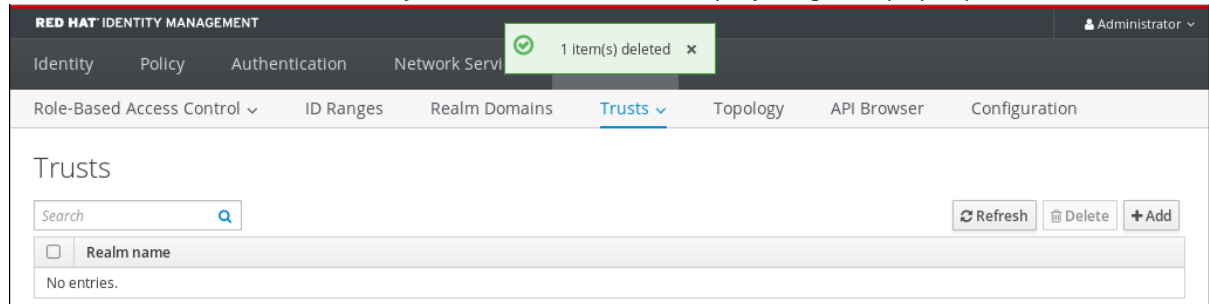 RED HAT IDENTITY MANAGEMENT
Administrator
1 item(s) deleted ×
Identity Policy Authentication Network Servi
Role-Based Access Control ID Ranges Realm Domains Trusts Topology API Browser Configuration
Trusts
Search Refresh Delete +Add
Realm name
No entries.